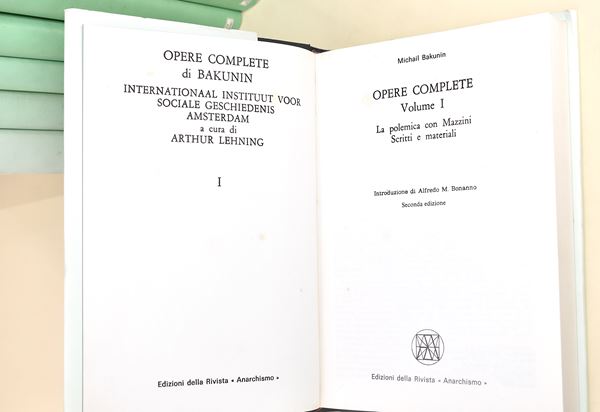 OPERE COMPLETE
di BAKUNIN
INTERNATIONAAL INSTITUUT VOOR
SOCIALE GESCHIEDENIS
AMSTERDAM
a cura di
ARTHUR LEHNING
I
Edizioni della Rivista « Anarchismo »
Michail Bakunin
OPERE COMPLETE
Volume I
La polemica con Mazzini
Scritti e materiali
Introduzione di Alfredo M. Bonanno
Seconda edizione
Edizioni della Rivista « Anarchismo »